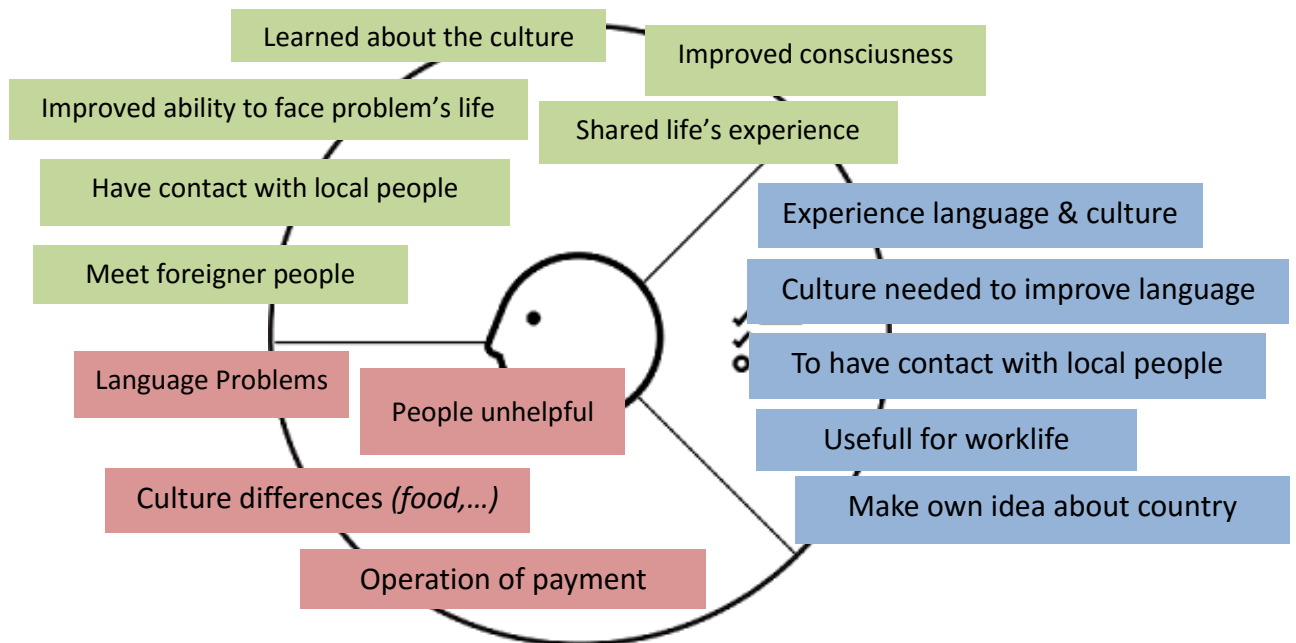 Learned about the culture
Improved consciusness
Improved ability to face problem’s life
Shared life’s experience
Have contact with local people
Meet foreigner people
Experience language & culture
Culture needed to improve language
To have contact with local people
Usefull for worklife
Make own idea about country
Language Problems
People unhelpful
Culture differences (food,…)
Operation of payment